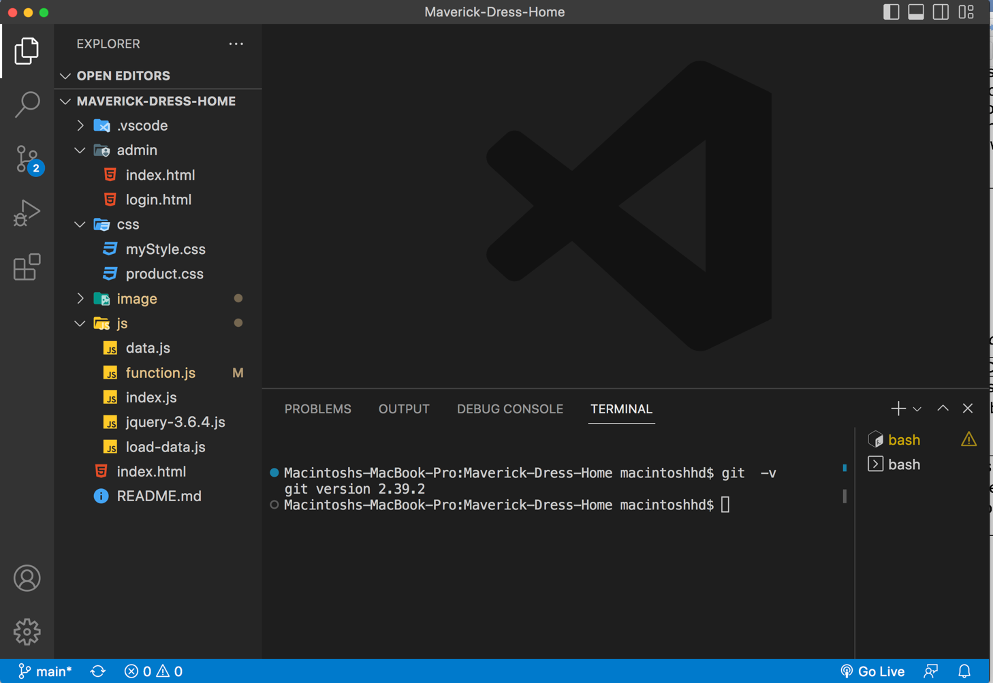 Maverick-Dress-Home
EXPLORER
OPEN EDITORS
MAVERICK-DRESS-HOME
.vscode
admin
index.html
login.html
css
myStyle.css
product.css
image
js
data.js
function.js M
index.js
jquery-3.6.4.js
load-data.js
index.html
README.md
2
PROBLEMS OUTPUT DEBUG CONSOLE TERMINAL
Macintoshs-MacBook-Pro:Maverick-Dress-Home macintoshhd$ git  -v
git version 2.39.2
Macintoshs-MacBook-Pro:Maverick-Dress-Home macintoshhd$
bash
bash
main* 0 0 Go Live